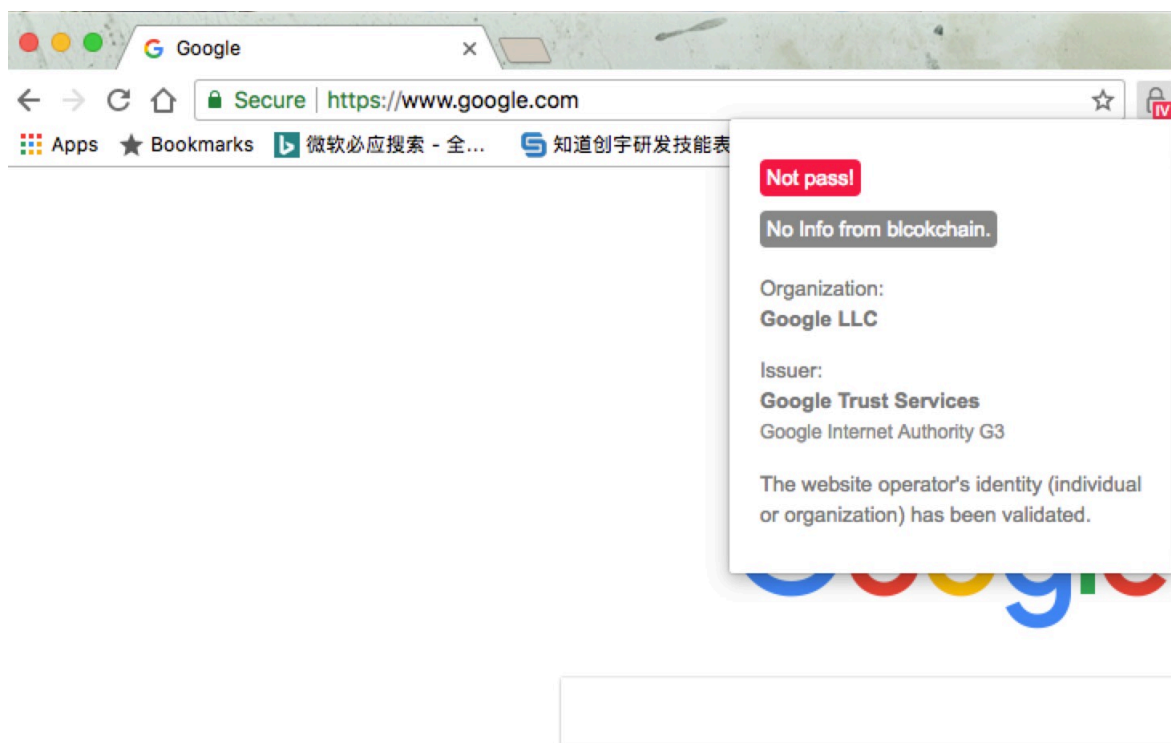 Google
Secure | https://www.google.com
IV
Apps Bookmarks 微软必应搜索 - 全... 知道创宇研发技能表
Not pass!
No Info from blcokchain.
Organization:
Google LLC
Issuer:
Google Trust Services
Google Internet Authority G3
The website operator's identity (individual
or organization) has been validated.
Google